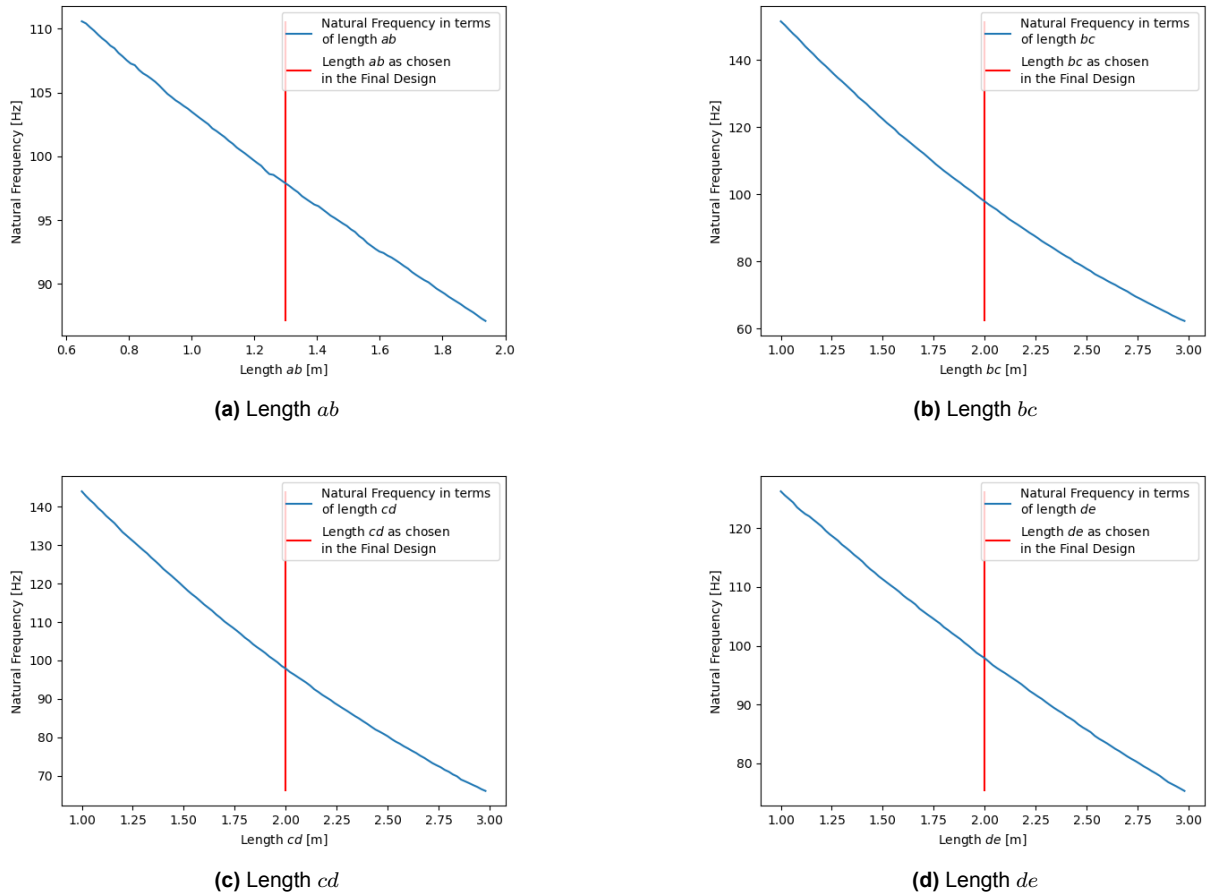 110
105
100
95
90
Natural Frequency [Hz]
Natural Frequency in terms
of length ab
Length ab as chosen
in the Final Design
0.6 0.8 1.0 1.2 1.4 1.6 1.8 2.0
Length ab [m]
(a) Length ab
140
120
100
80
60
Natural Frequency [Hz]
Natural Frequency in terms
of length bc
Length bc as chosen
in the Final Design
1.00 1.25 1.50 1.75 2.00 2.25 2.50 2.75 3.00
Length bc [m]
(b) Length bc
140
130
120
110
100
90
80
70
Natural Frequency [Hz]
Natural Frequency in terms
of length cd
Length cd as chosen
in the Final Design
1.00 1.25 1.50 1.75 2.00 2.25 2.50 2.75 3.00
Length cd [m]
(c) Length cd
120
110
100
90
80
Natural Frequency [Hz]
Natural Frequency in terms
of length de
Length de as chosen
in the Final Design
1.00 1.25 1.50 1.75 2.00 2.25 2.50 2.75 3.00
Length de [m]
(d) Length de